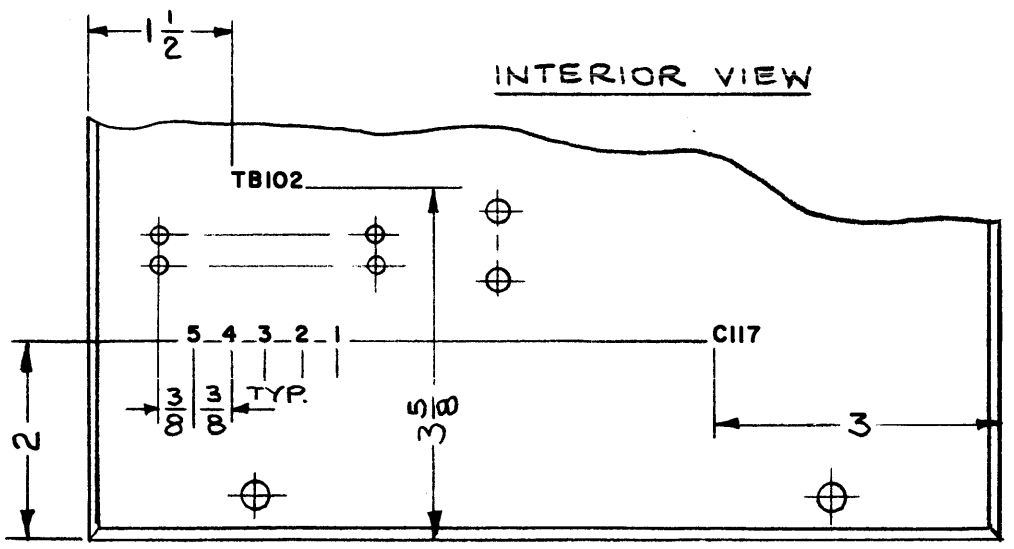 1 1/2
INTERIOR VIEW
TB102
5 4 3 2 1
C117
3/8 3/8 TYP.
3 5/8
3
2